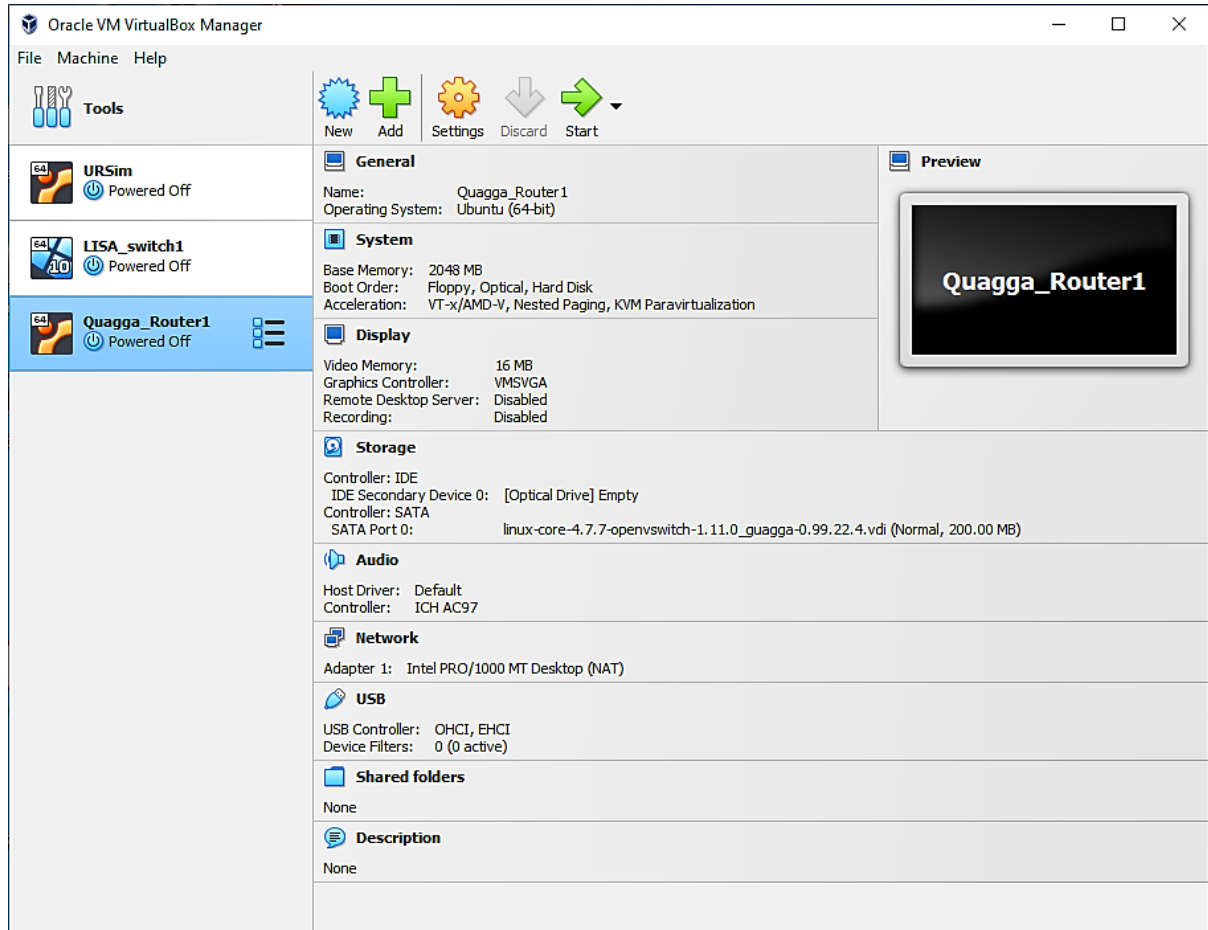 Oracle VM VirtualBox Manager
File Machine Help
Tools
New Add Settings Discard Start
64
URSim
Powered Off
64
10
LISA_switch1
Powered Off
64
Quagga_Router1
Powered Off
General
Name: Quagga_Router1
Operating System: Ubuntu (64-bit)
Preview
Quagga_Router1
System
Base Memory: 2048 MB
Boot Order: Floppy, Optical, Hard Disk
Acceleration: VT-x/AMD-V, Nested Paging, KVM Paravirtualization
Display
Video Memory: 16 MB
Graphics Controller: VMSVGA
Remote Desktop Server: Disabled
Recording: Disabled
Storage
Controller: IDE
IDE Secondary Device 0: [Optical Drive] Empty
Controller: SATA
SATA Port 0: linux-core-4.7.7-openvswitch-1.11.0_guagga-0.99.22.4.vdi (Normal, 200.00 MB)
Audio
Host Driver: Default
Controller: ICH AC97
Network
Adapter 1: Intel PRO/1000 MT Desktop (NAT)
USB
USB Controller: OHCI, EHCI
Device Filters: 0 (0 active)
Shared folders
None
Description
None